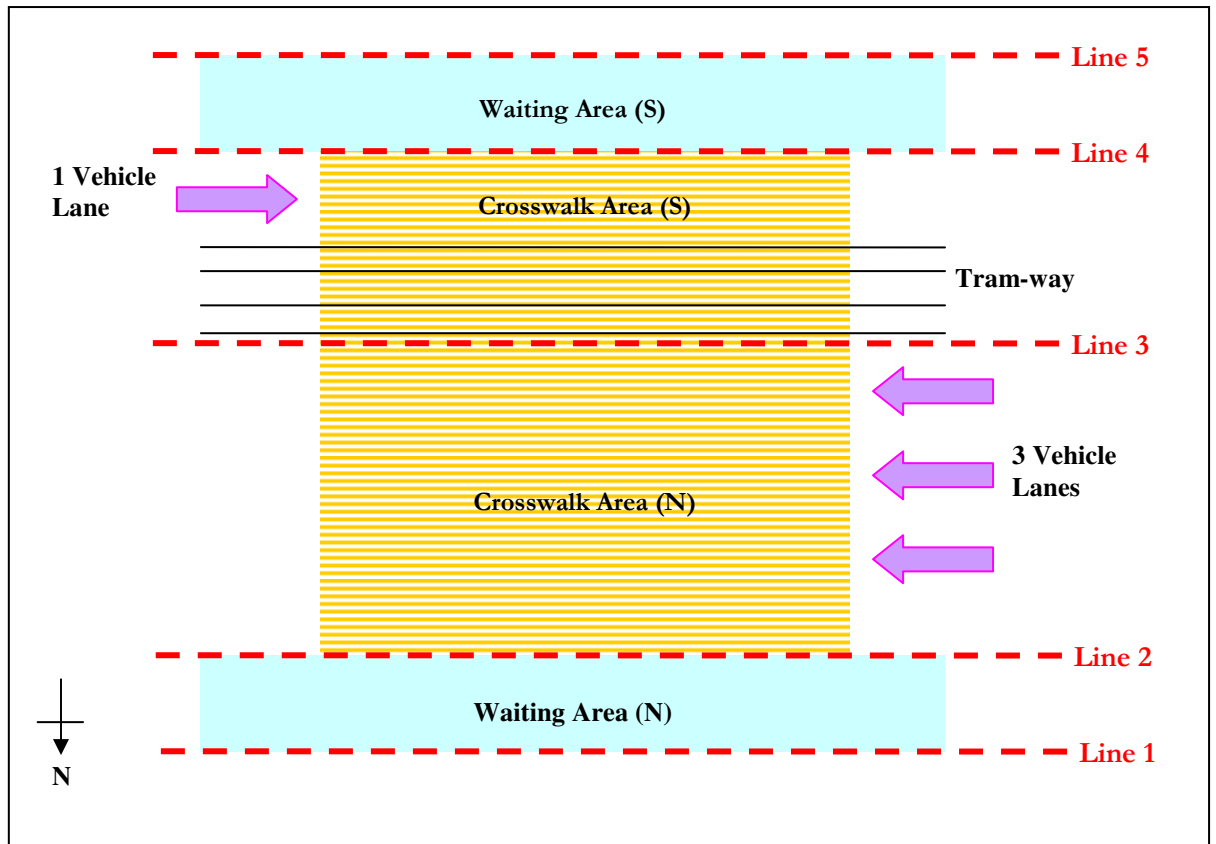 Line 5
Waiting Area (S)
Line 4
1 Vehicle
Lane
Crosswalk Area (S)
Tram-way
Line 3
3 Vehicle
Lanes
Crosswalk Area (N)
Line 2
Waiting Area (N)
Line 1
N